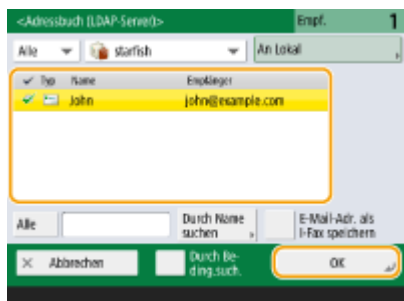 <Adressbuch (LDAP-Server)> Empf. 1
Alle starfish An Lokal
Typ Name Empfänger
John john@example.com
Alle Durch Name suchen E-Mail-Adr. als I-Fax speichern
Abbrechen Durch Be-ding.such. OK